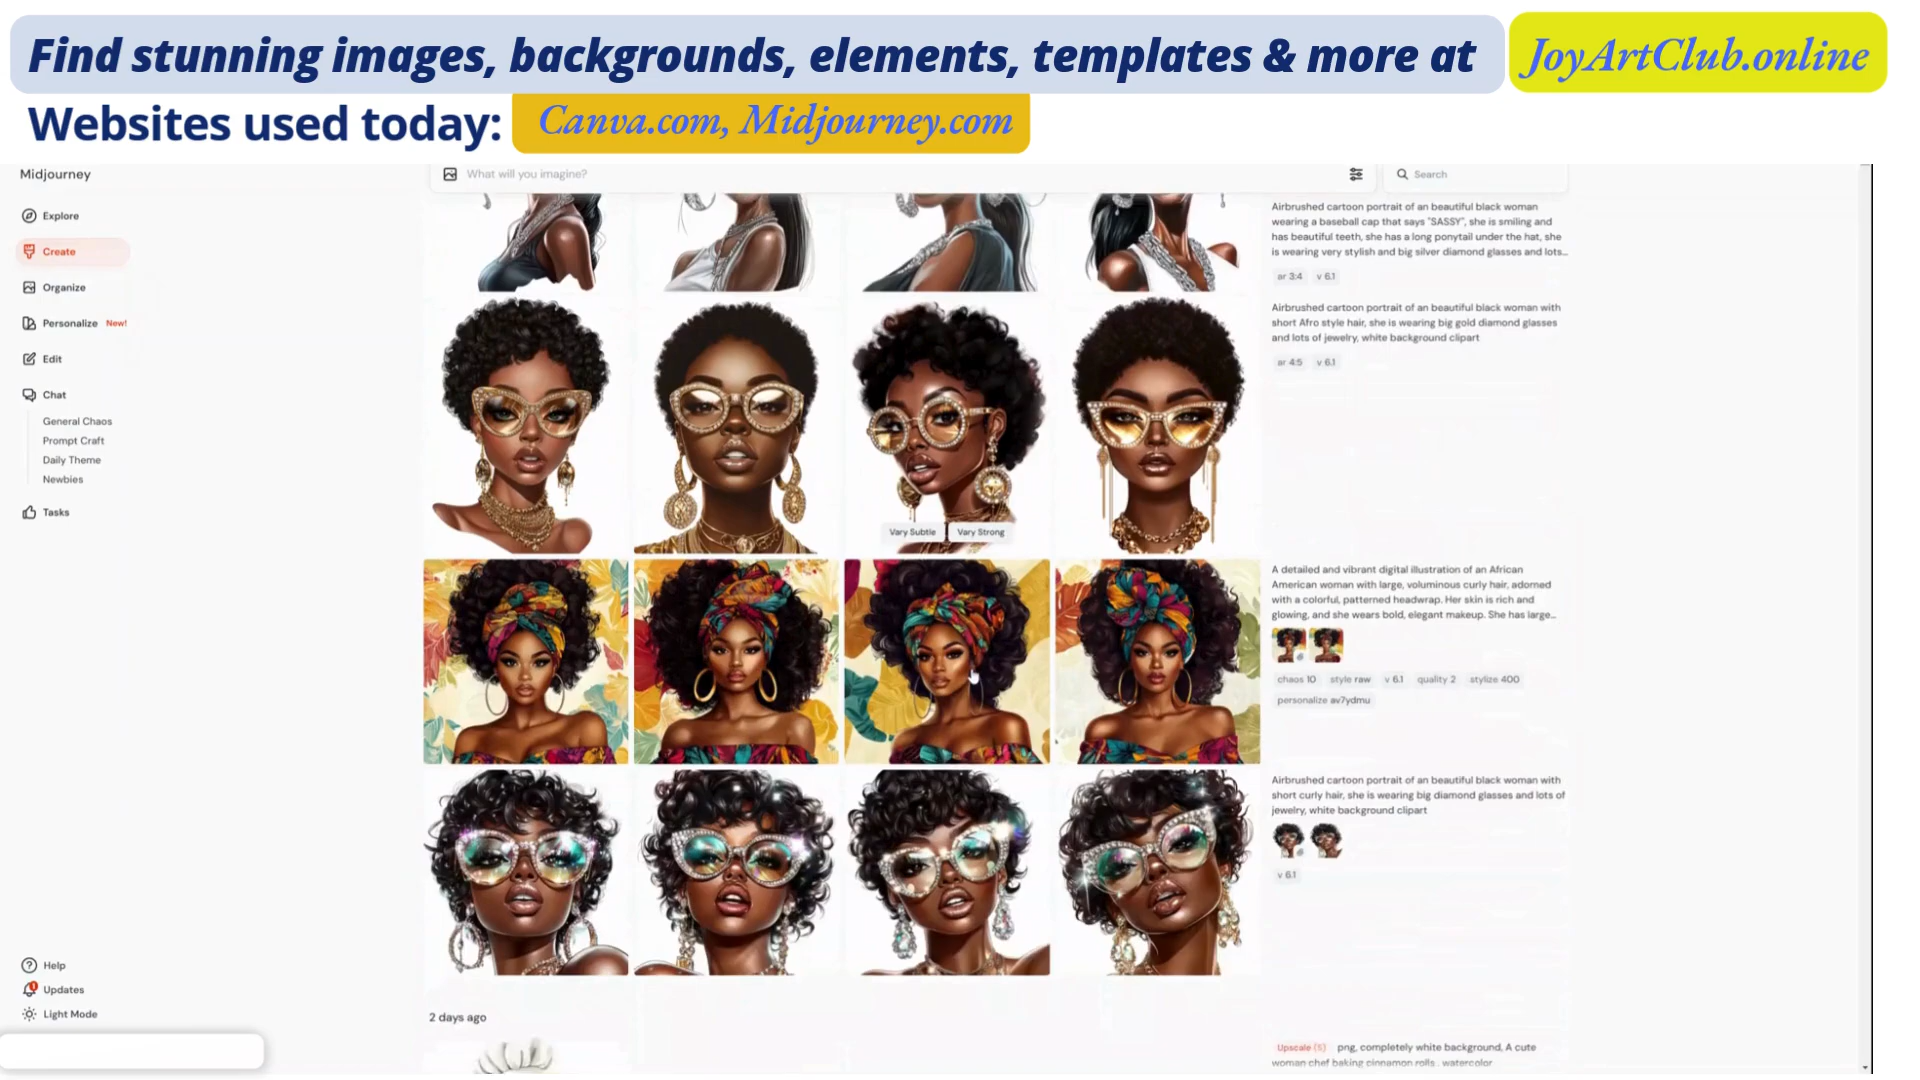 Find stunning images, backgrounds, elements, templates & more at JoyArtClub.online
Websites used today: Canva.com, Midjourney.com
Midjourney
What will you imagine?
Search
Explore
Create
Organize
Personalize New!
Edit
Chat
General Chaos
Prompt Craft
Daily Theme
Newbies
Tasks
Help
Updates
Light Mode
Airbrushed cartoon portrait of an beautiful black woman
wearing a baseball cap that says "SASSY", she is smiling and
has beautiful teeth, she has a long ponytail under the hat, she
is wearing very stylish and big silver diamond glasses and lots...
ar 3:4 v 6.1
Airbrushed cartoon portrait of an beautiful black woman with
short Afro style hair, she is wearing big gold diamond glasses
and lots of jewelry, white background clipart
ar 4:5 v 6.1
Vary Subtle Vary Strong
A detailed and vibrant digital illustration of an African
American woman with large, voluminous curly hair, adorned
with a colorful, patterned headwrap. Her skin is rich and
glowing, and she wears bold, elegant makeup. She has large...
chaos 10 style raw v 6.1 quality 2 stylize 400
personalize av7ydmu
Airbrushed cartoon portrait of an beautiful black woman with
short curly hair, she is wearing big diamond glasses and lots of
jewelry, white background clipart
v 6.1
2 days ago
Upscale (S) png, completely white background, A cute
woman chef baking cinnamon rolls . watercolor